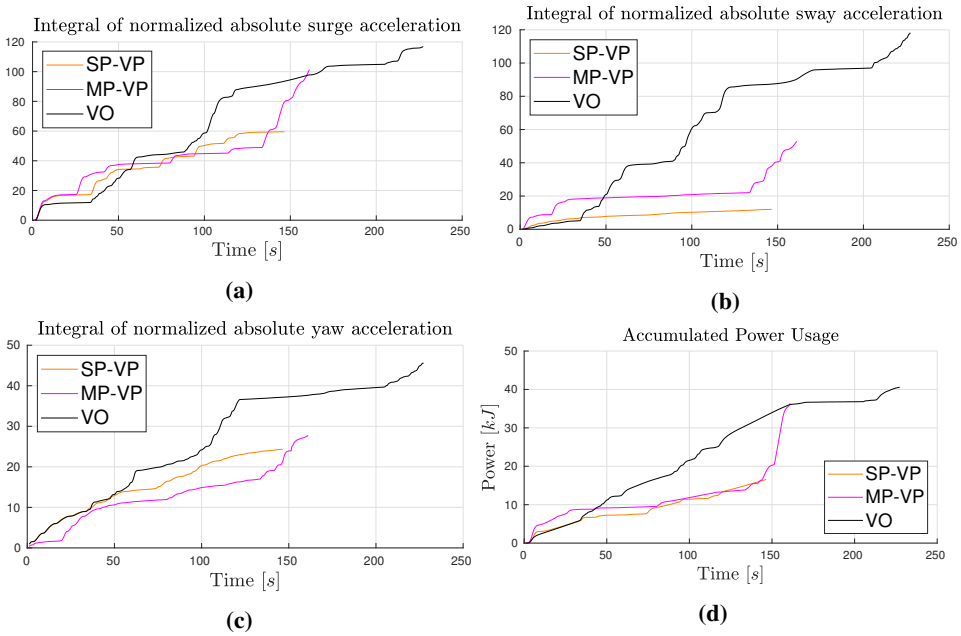 Integral of normalized absolute surge acceleration
120
100
80
60
40
20
0
SP-VP
MP-VP
VO
0 50 100 150 200 250
Time [s]
(a)
Integral of normalized absolute sway acceleration
120
100
80
60
40
20
0
SP-VP
MP-VP
VO
0 50 100 150 200 250
Time [s]
(b)
Integral of normalized absolute yaw acceleration
50
40
30
20
10
0
SP-VP
MP-VP
VO
0 50 100 150 200 250
Time [s]
(c)
Accumulated Power Usage
Power [kJ]
50
40
30
20
10
0
SP-VP
MP-VP
VO
0 50 100 150 200 250
Time [s]
(d)